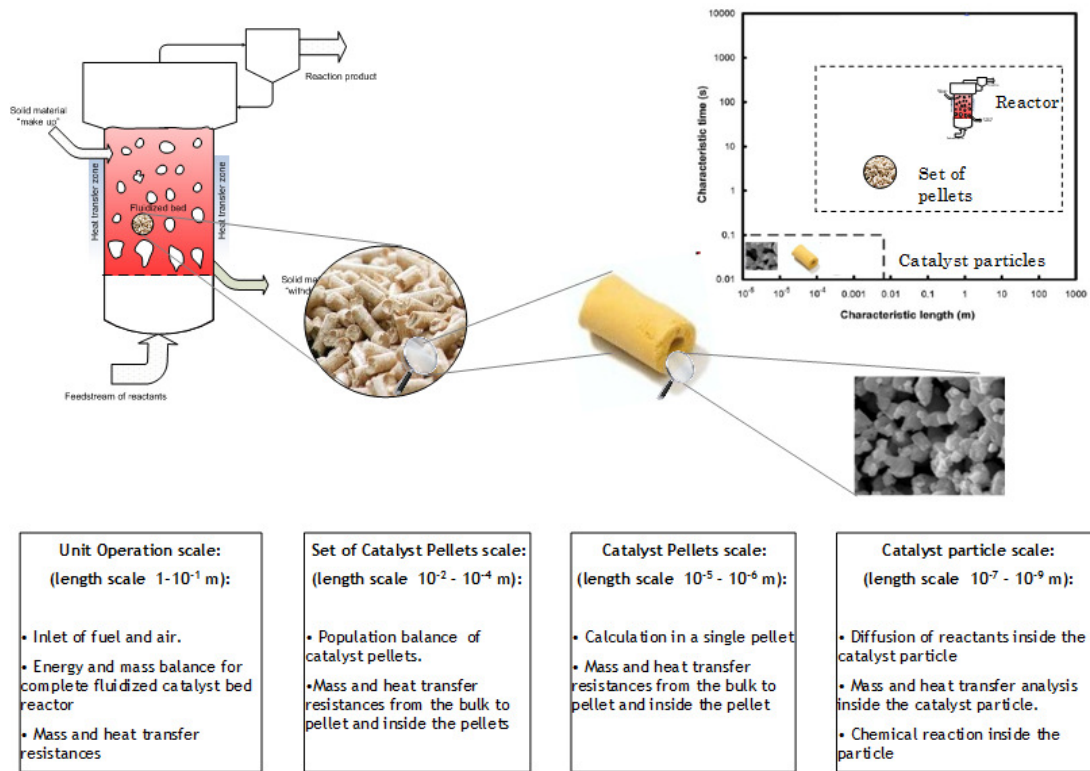 Reaction product
Solid material
"make up"
Heat transfer zone
Fluidized bed
Heat transfer zone
Solid ma
"withd
Feedstream of reactants
10000
1000
100
10
1
0.1
0.01
Characteristic time (s)
Reactor
Set of
pellets
Catalyst particles
10⁻⁶ 10⁻⁵ 10⁻⁴ 0.001 0.01 0.1 1 10 100 1000
Characteristic length (m)
Unit Operation scale:
(length scale 1-10⁻¹ m):
• Inlet of fuel and air.
• Energy and mass balance for
complete fluidized catalyst bed
reactor
• Mass and heat transfer
resistances
Set of Catalyst Pellets scale:
(length scale 10⁻² - 10⁻⁴ m):
• Population balance of
catalyst pellets.
•Mass and heat transfer
resistances from the bulk to
pellet and inside the pellets
Catalyst Pellets scale:
(length scale 10⁻⁵ - 10⁻⁶ m):
• Calculation in a single pellet
• Mass and heat transfer
resistances from the bulk to
pellet and inside the pellet
Catalyst particle scale:
(length scale 10⁻⁷ - 10⁻⁹ m):
• Diffusion of reactants inside the
catalyst particle
• Mass and heat transfer analysis
inside the catalyst particle.
• Chemical reaction inside the
particle